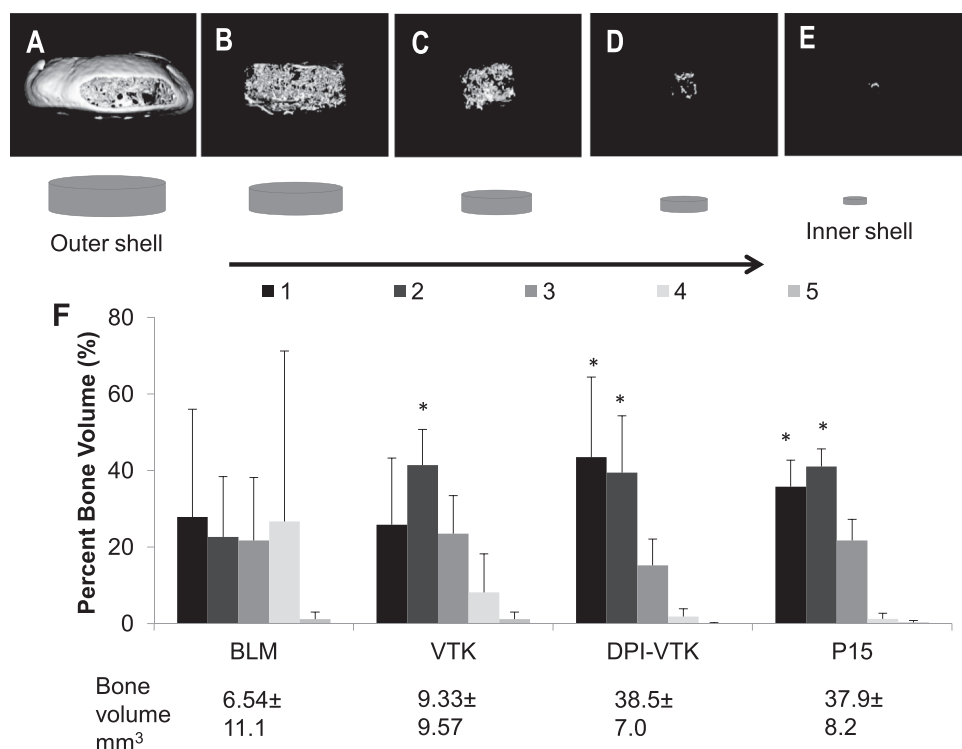 A B C D E
Outer shell
Inner shell
1 2 3 4 5
F
Percent Bone Volume (%)
80
60
40
20
0
* * * * *
BLM VTK DPI-VTK P15
Bone volume mm³
6.54± 9.33± 38.5± 37.9±
11.1 9.57 7.0 8.2